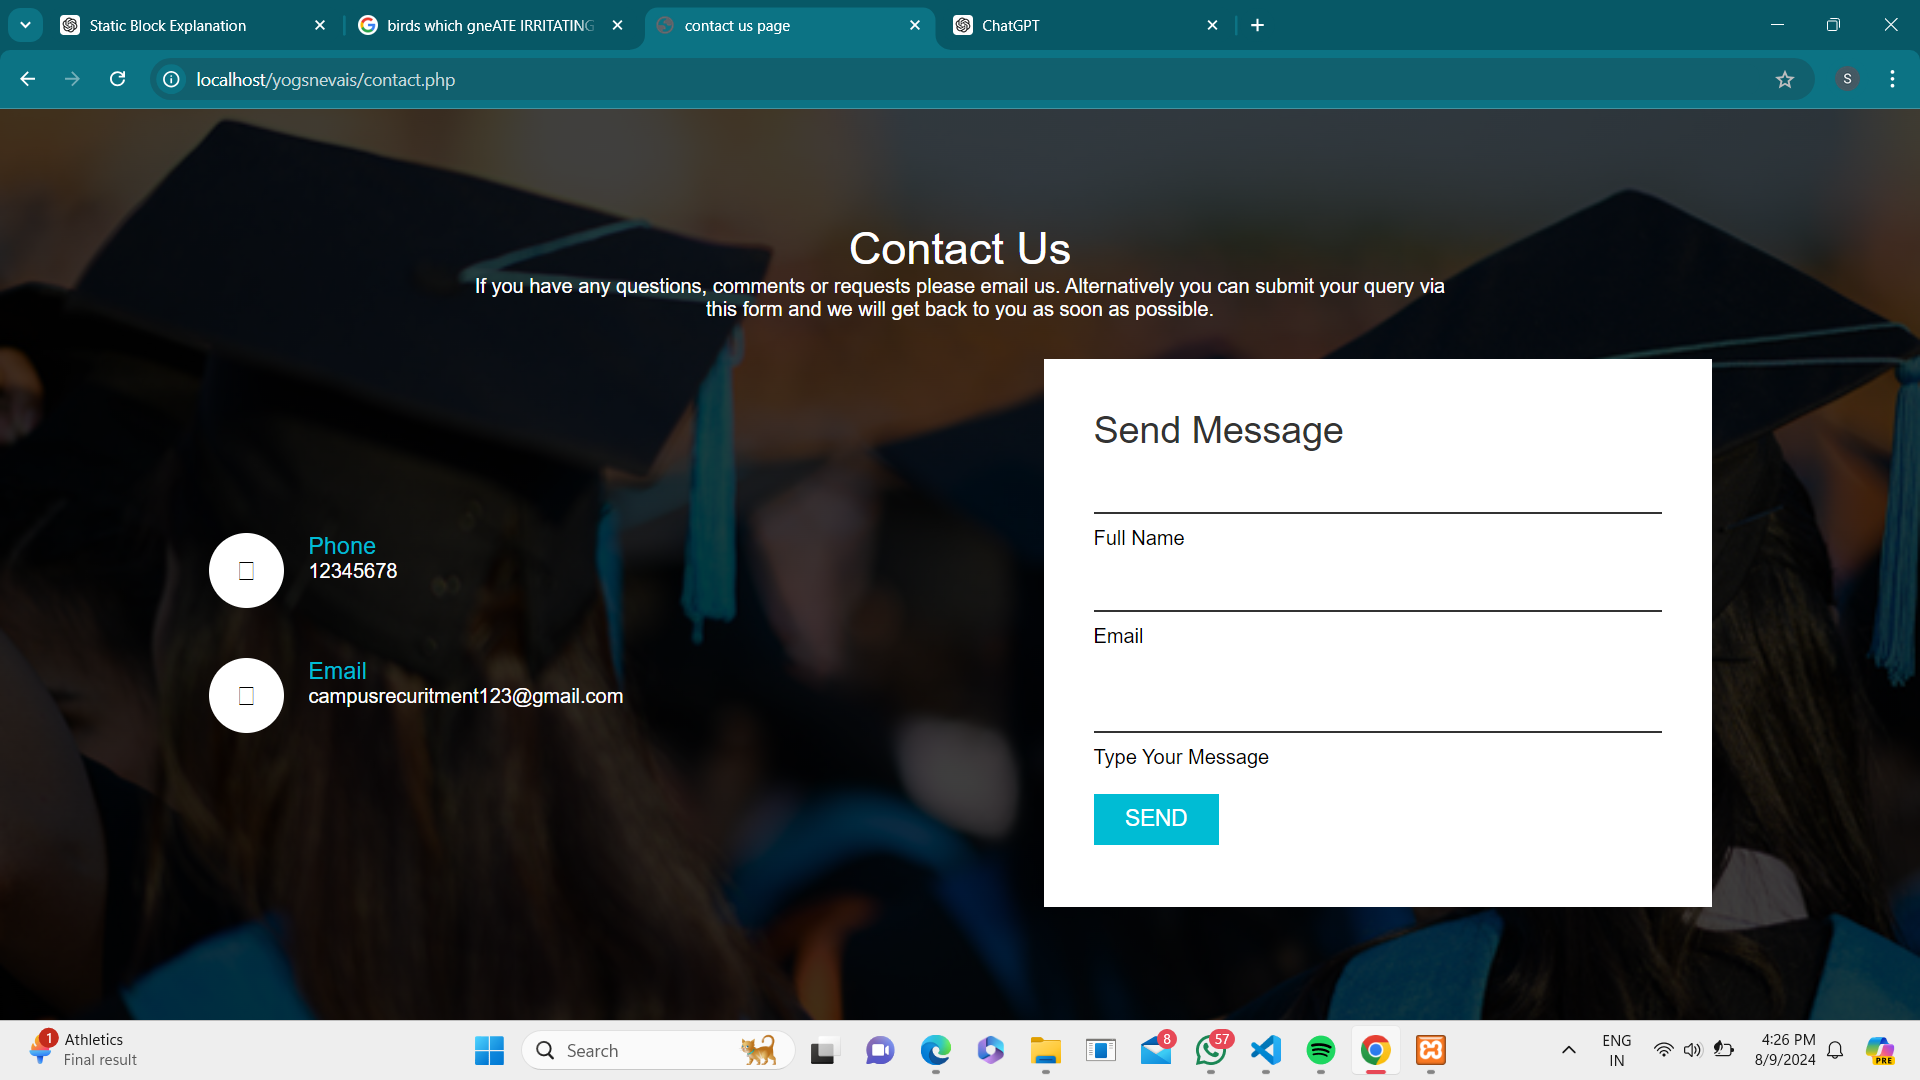 Static Block Explanation
birds which gneATE IRRITATING
contact us page
ChatGPT
localhost/yogsnevais/contact.php
S
Contact Us
If you have any questions, comments or requests please email us. Alternatively you can submit your query via
this form and we will get back to you as soon as possible.
Phone
12345678
Email
campusrecuritment123@gmail.com
Send Message
Full Name
Email
Type Your Message
SEND
1
Athletics
Final result
Search
8
57
ENG
IN
4:26 PM
8/9/2024
PRE